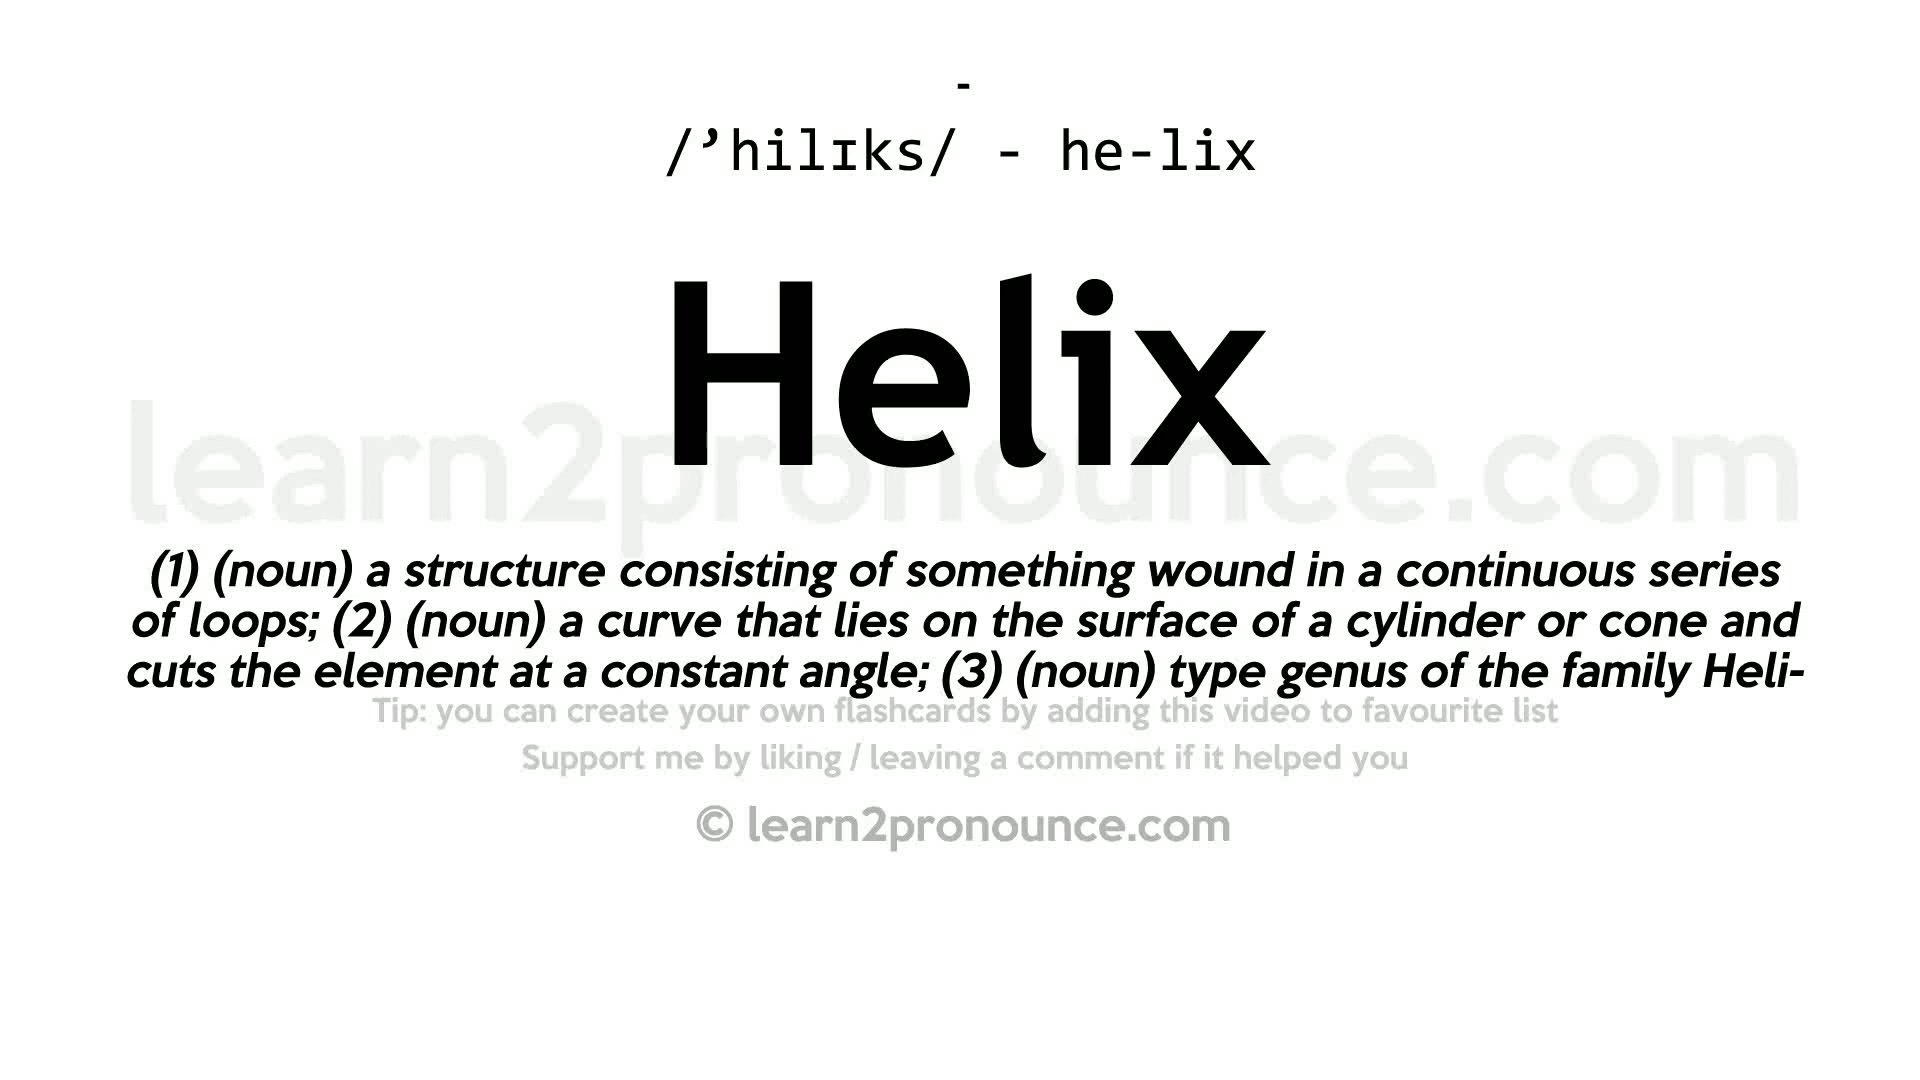 -
/’hilɪks/ - he-lix
Helix
learn2pronounce.com
(1) (noun) a structure consisting of something wound in a continuous series
of loops; (2) (noun) a curve that lies on the surface of a cylinder or cone and
cuts the element at a constant angle; (3) (noun) type genus of the family Heli-
Tip: you can create your own flashcards by adding this video to favourite list
Support me by liking / leaving a comment if it helped you
© learn2pronounce.com